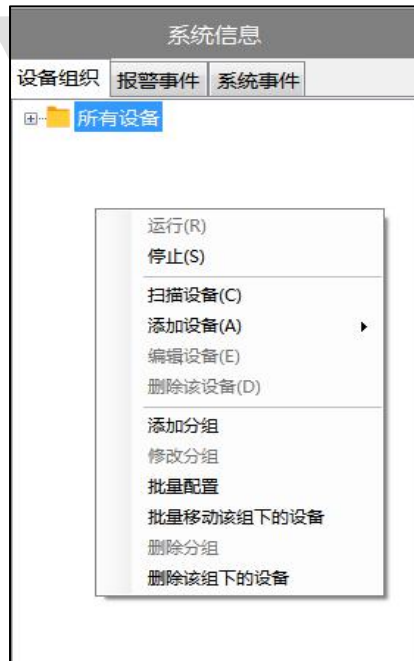 系统信息
设备组织 报警事件 系统事件
所有设备
运行(R)
停止(S)
扫描设备(C)
添加设备(A)
编辑设备(E)
删除该设备(D)
添加分组
修改分组
批量配置
批量移动该组下的设备
删除分组
删除该组下的设备